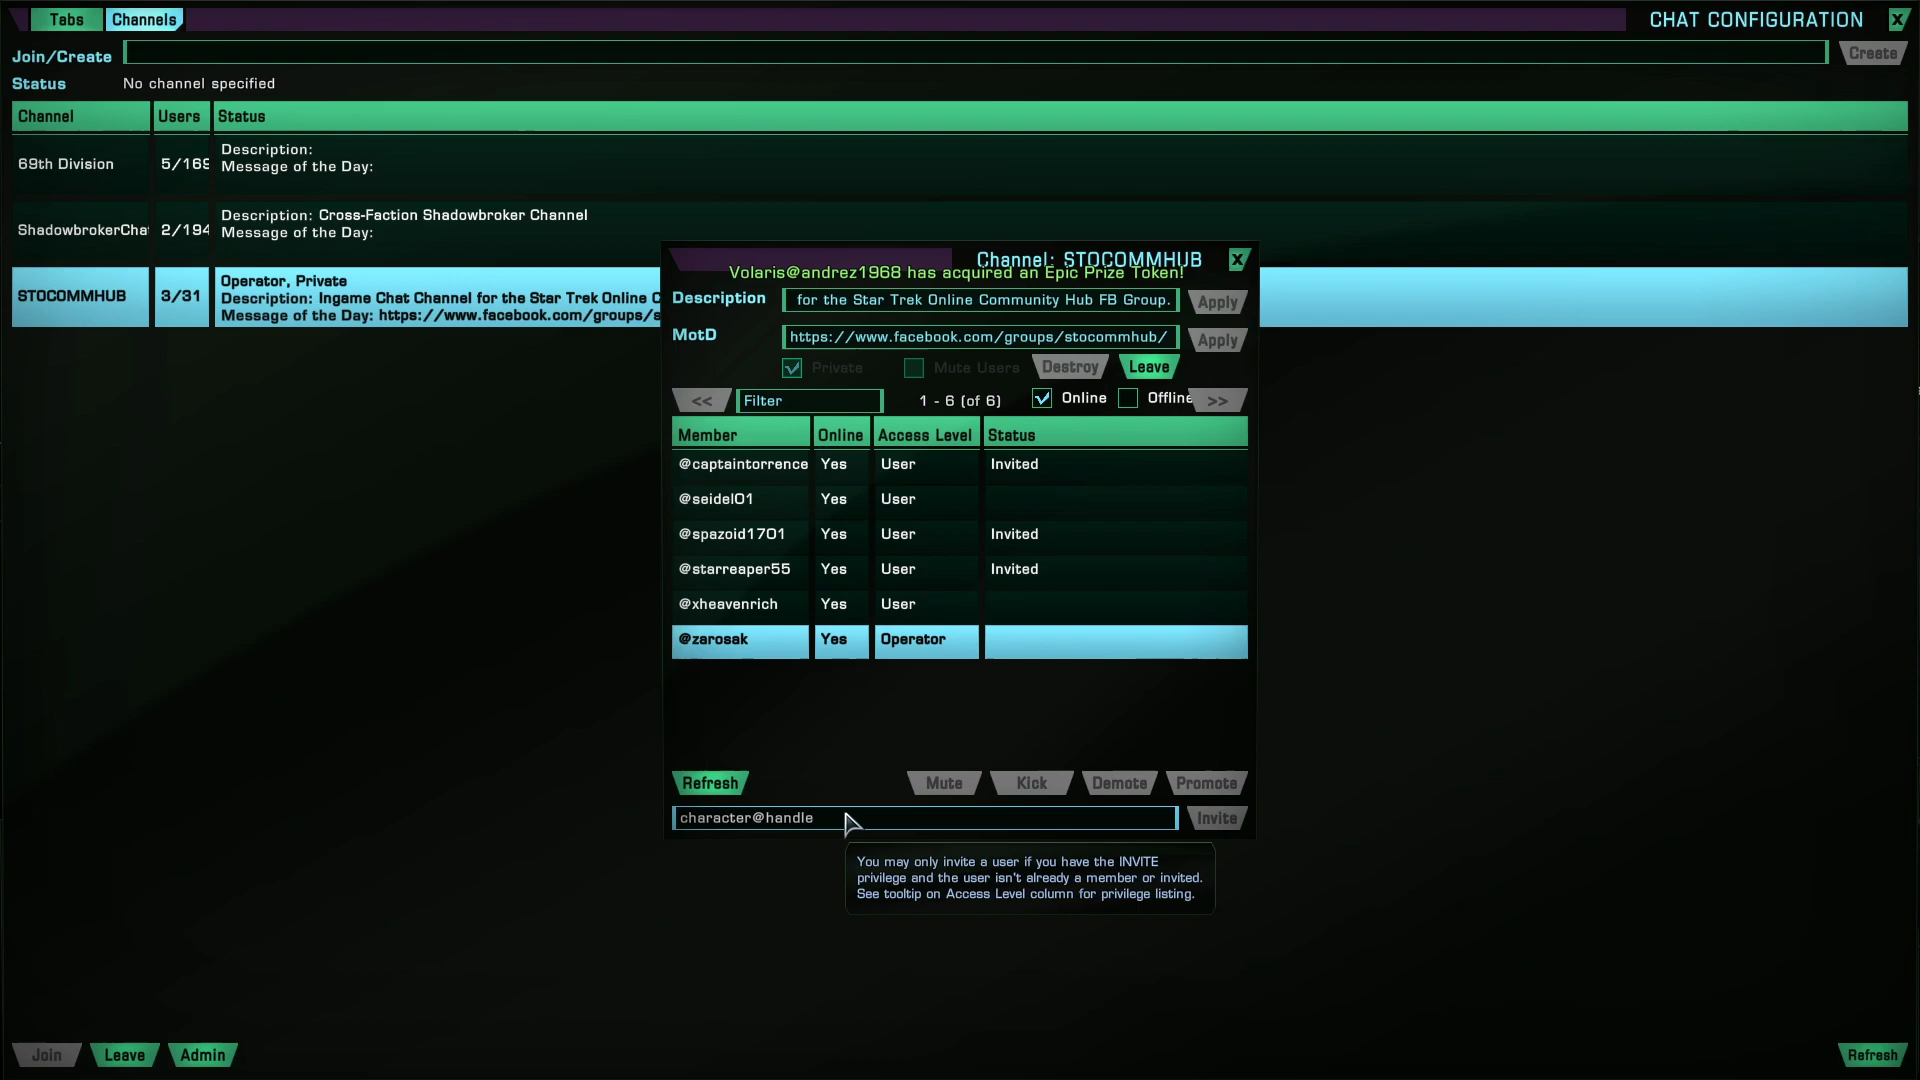 Tabs Channels CHAT CONFIGURATION X
Join/Create Create
Status No channel specified
Channel Users Status
69th Division 5/169 Description:
Message of the Day:
ShadowbrokerCha 2/194 Description: Cross-Faction Shadowbroker Channel
Message of the Day:
STOCOMMHUB 3/31 Operator, Private
Description: Ingame Chat Channel for the Star Trek Online C
Message of the Day: https://www.facebook.com/groups/s
Channel: STOCOMMHUB X
Volaris@andrez1968 has acquired an Epic Prize Token!
Description for the Star Trek Online Community Hub FB Group. Apply
MotD https://www.facebook.com/groups/stocommhub/ Apply
Private Mute Users Destroy Leave
<< Filter 1 - 6 (of 6) Online Offline >>
Member Online Access Level Status
@captaintorrence Yes User Invited
@seidel01 Yes User
@spazoid1701 Yes User Invited
@starreaper55 Yes User Invited
@xheavenrich Yes User
@zarosak Yes Operator
Refresh Mute Kick Demote Promote
character@handle Invite
You may only invite a user if you have the INVITE
privilege and the user isn't already a member or invited.
See tooltip on Access Level column for privilege listing.
Join Leave Admin Refresh